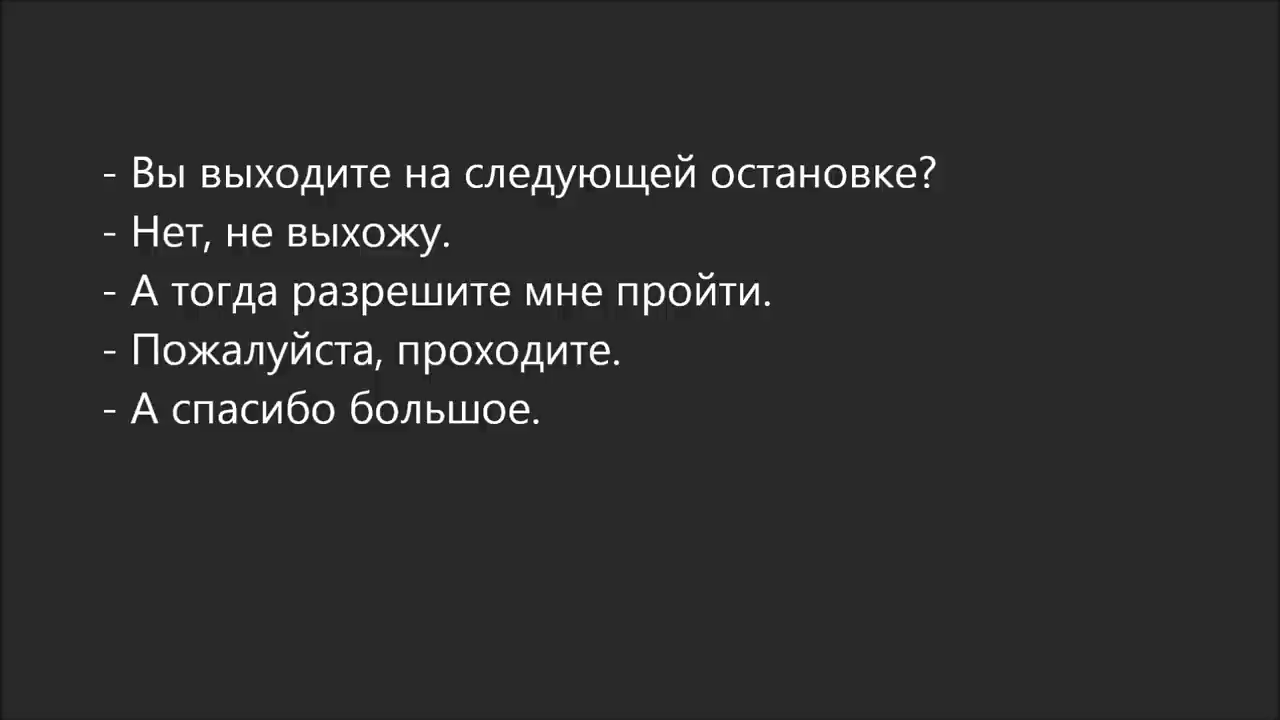 - Вы выходите на следующей остановке?
- Нет, не выхожу.
- А тогда разрешите мне пройти.
- Пожалуйста, проходите.
- А спасибо большое.